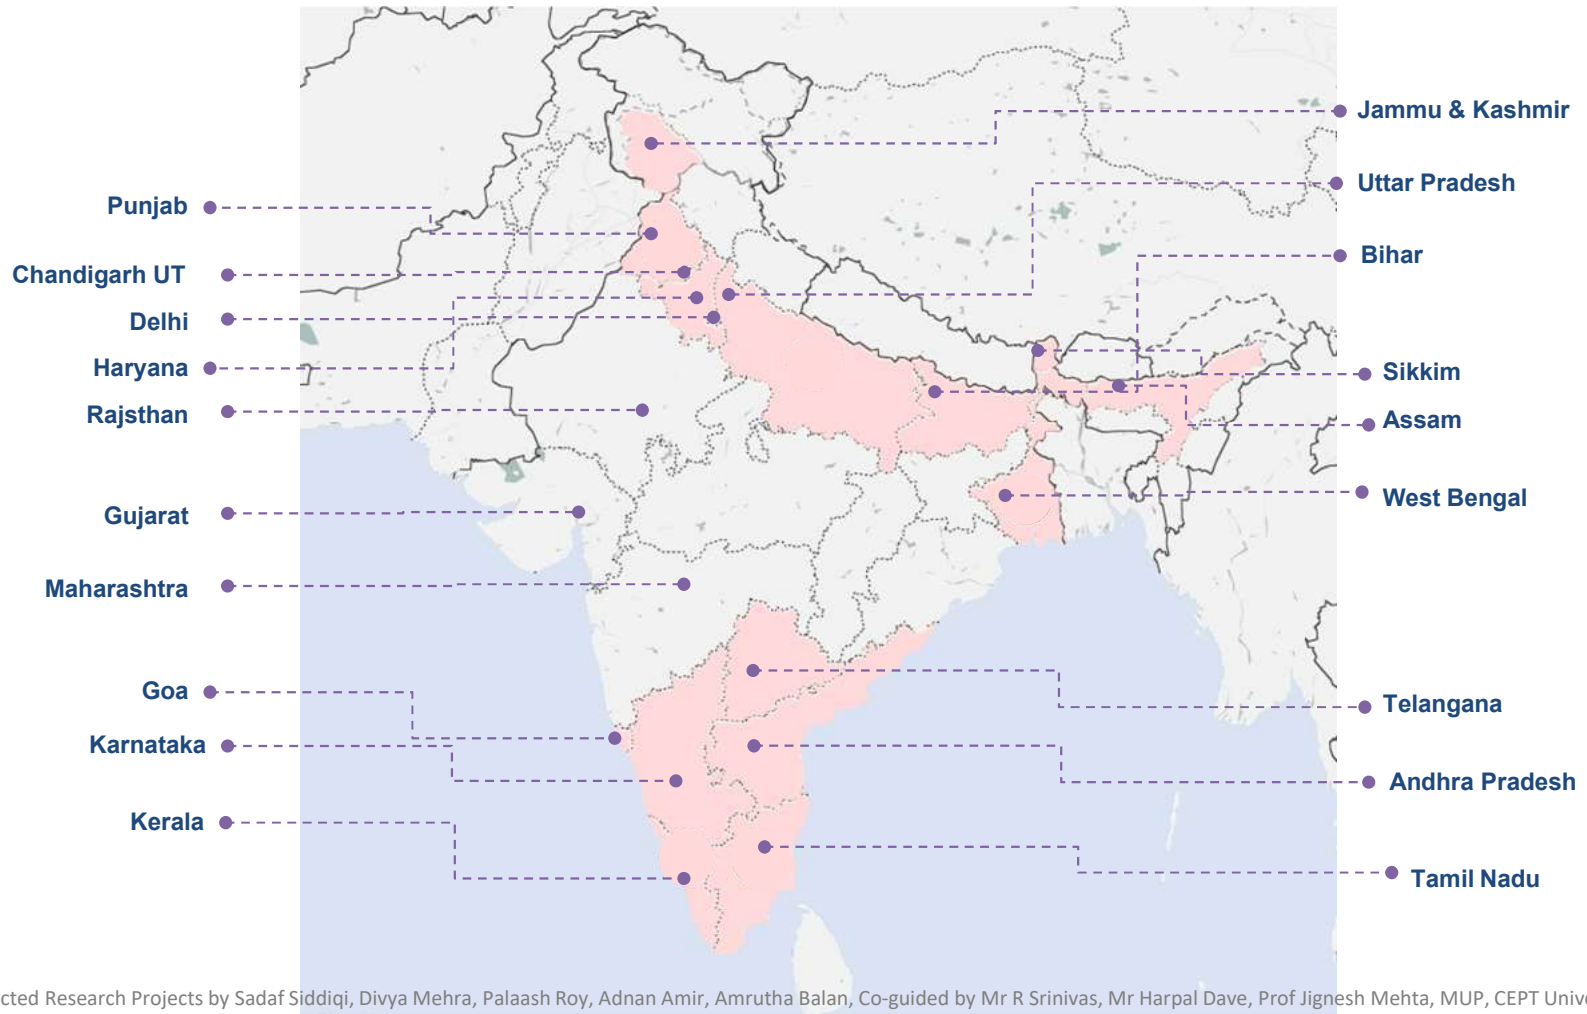 Jammu & Kashmir
Uttar Pradesh
Punjab
Bihar
Chandigarh UT
Delhi
Haryana
Sikkim
Rajsthan
Assam
West Bengal
Gujarat
Maharashtra
Goa
Telangana
Karnataka
Andhra Pradesh
Kerala
Tamil Nadu
cted Research Projects by Sadaf Siddiqi, Divya Mehra, Palaash Roy, Adnan Amir, Amrutha Balan, Co-guided by Mr R Srinivas, Mr Harpal Dave, Prof Jignesh Mehta, MUP, CEPT Unive